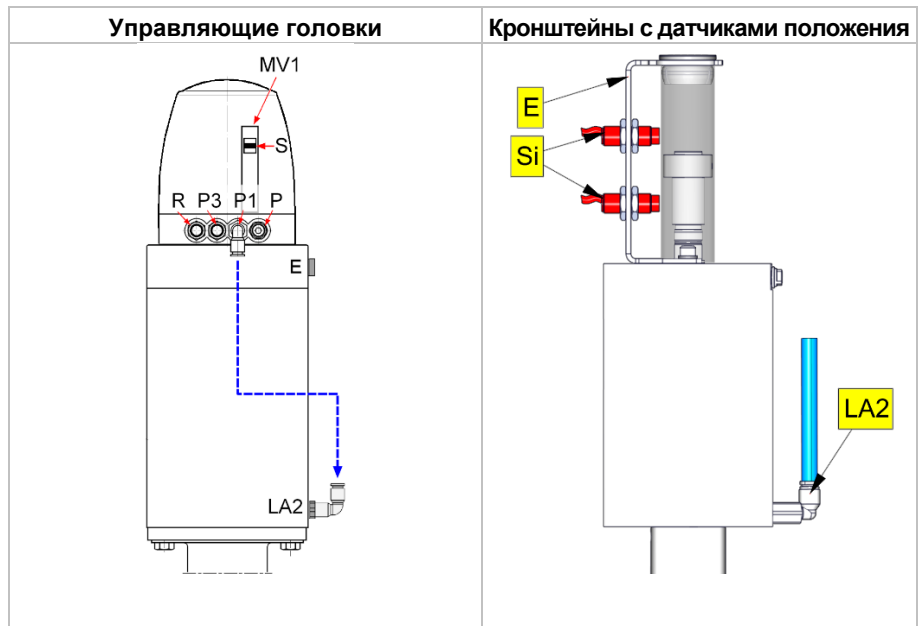 Управляющие головки
Кронштейны с датчиками положения
MV1
S
R P3 P1 P
E
LA2
E
Si
LA2